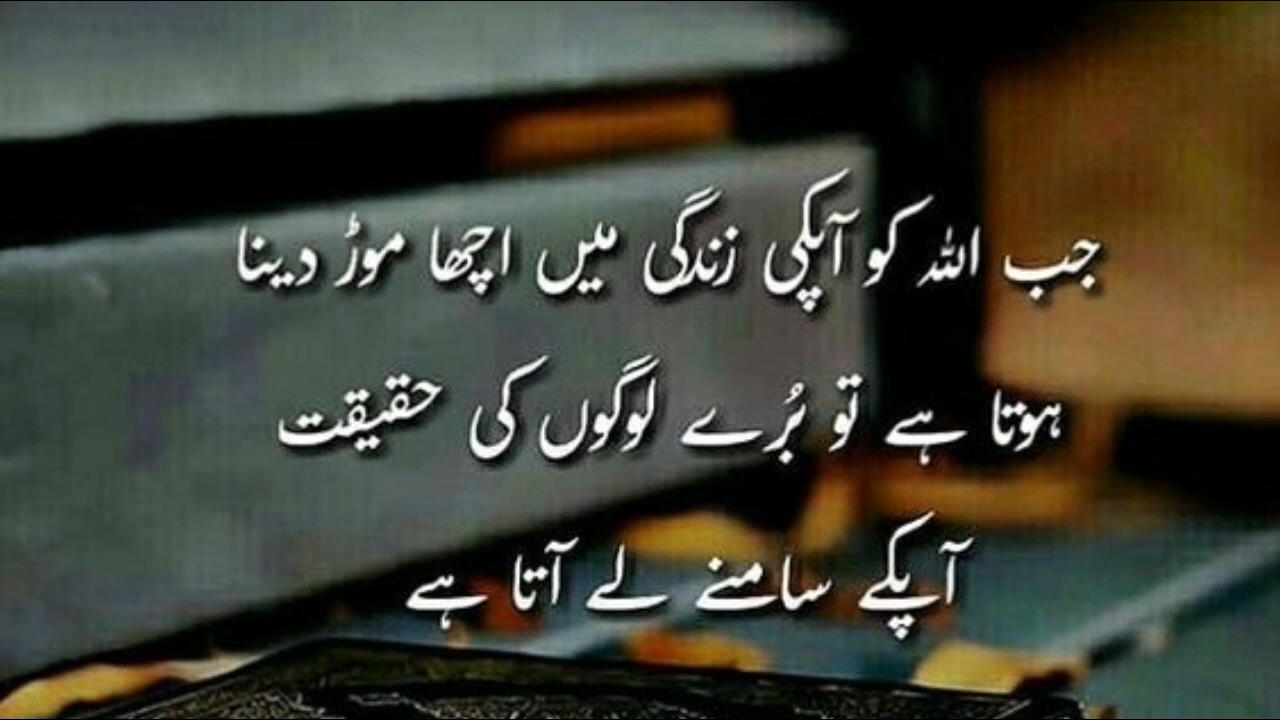 جب اللہ کو آپکی زندگی میں اچھا موڑ دینا
ہوتا ہے تو بُرے لوگوں کی حقیقت
آپکے سامنے لے آتا ہے